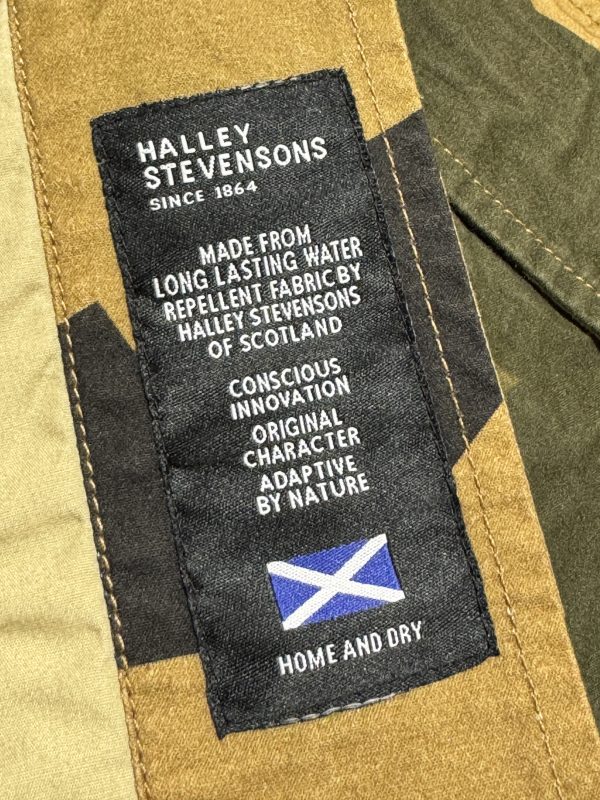 HALLEY
STEVENSONS
SINCE 1864
MADE FROM
LONG LASTING WATER
REPELLENT FABRIC BY
HALLEY STEVENSONS
OF SCOTLAND
CONSCIOUS
INNOVATION
ORIGINAL
CHARACTER
ADAPTIVE
BY NATURE
HOME AND DRY